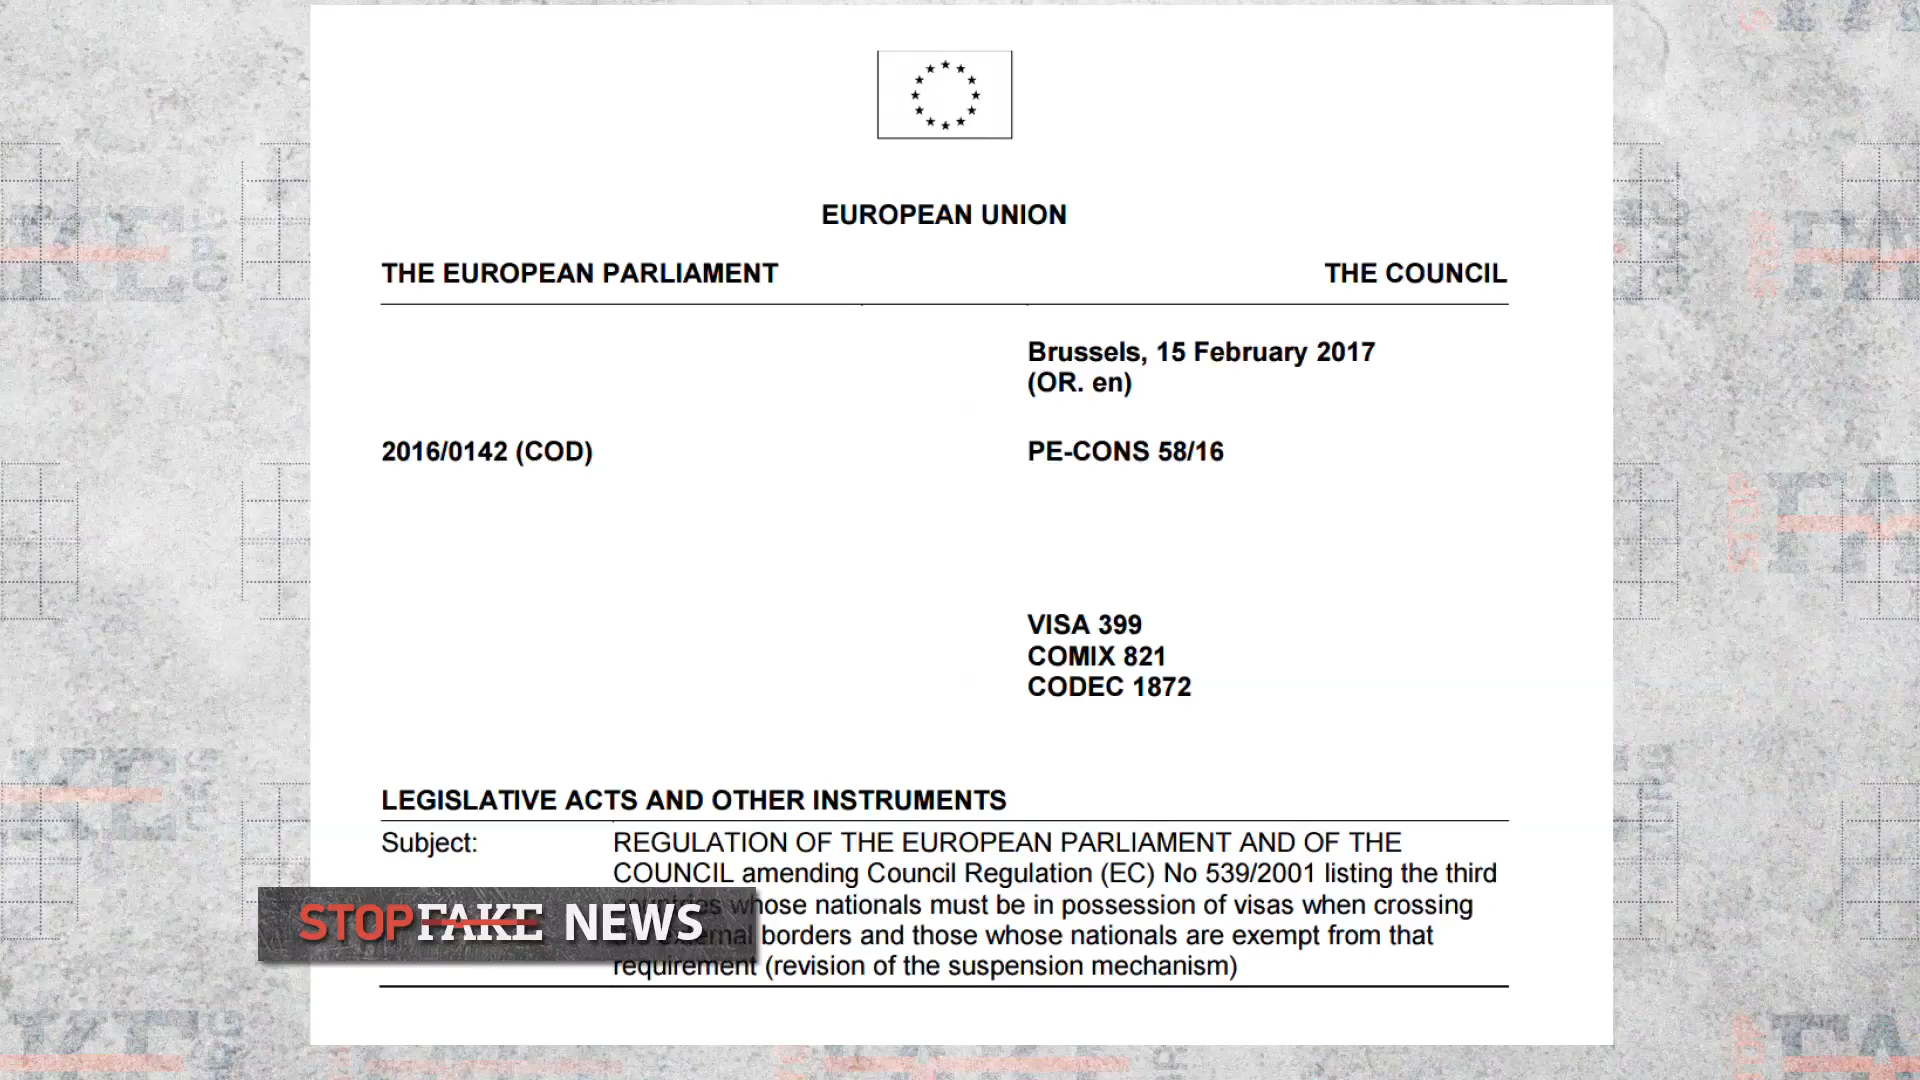 EUROPEAN UNION
THE EUROPEAN PARLIAMENT THE COUNCIL
Brussels, 15 February 2017
(OR. en)
2016/0142 (COD) PE-CONS 58/16
VISA 399
COMIX 821
CODEC 1872
LEGISLATIVE ACTS AND OTHER INSTRUMENTS
Subject: REGULATION OF THE EUROPEAN PARLIAMENT AND OF THE
COUNCIL amending Council Regulation (EC) No 539/2001 listing the third
countries whose nationals must be in possession of visas when crossing
the external borders and those whose nationals are exempt from that
requirement (revision of the suspension mechanism)
STOPFAKE NEWS